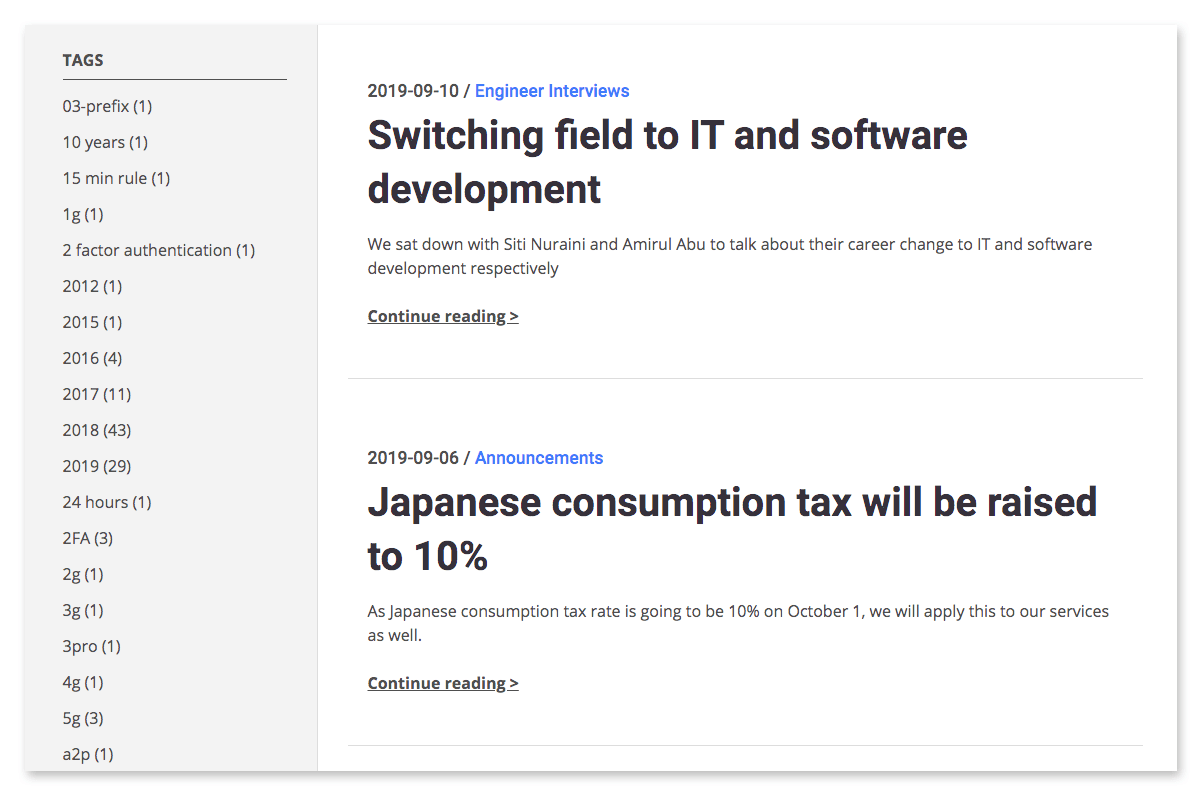 TAGS
03-prefix (1)
10 years (1)
15 min rule (1)
1g (1)
2 factor authentication (1)
2012 (1)
2015 (1)
2016 (4)
2017 (11)
2018 (43)
2019 (29)
24 hours (1)
2FA (3)
2g (1)
3g (1)
3pro (1)
4g (1)
5g (3)
a2p (1)
2019-09-10 / Engineer Interviews
Switching field to IT and software
development
We sat down with Siti Nuraini and Amirul Abu to talk about their career change to IT and software
development respectively
Continue reading >
2019-09-06 / Announcements
Japanese consumption tax will be raised
to 10%
As Japanese consumption tax rate is going to be 10% on October 1, we will apply this to our services
as well.
Continue reading >